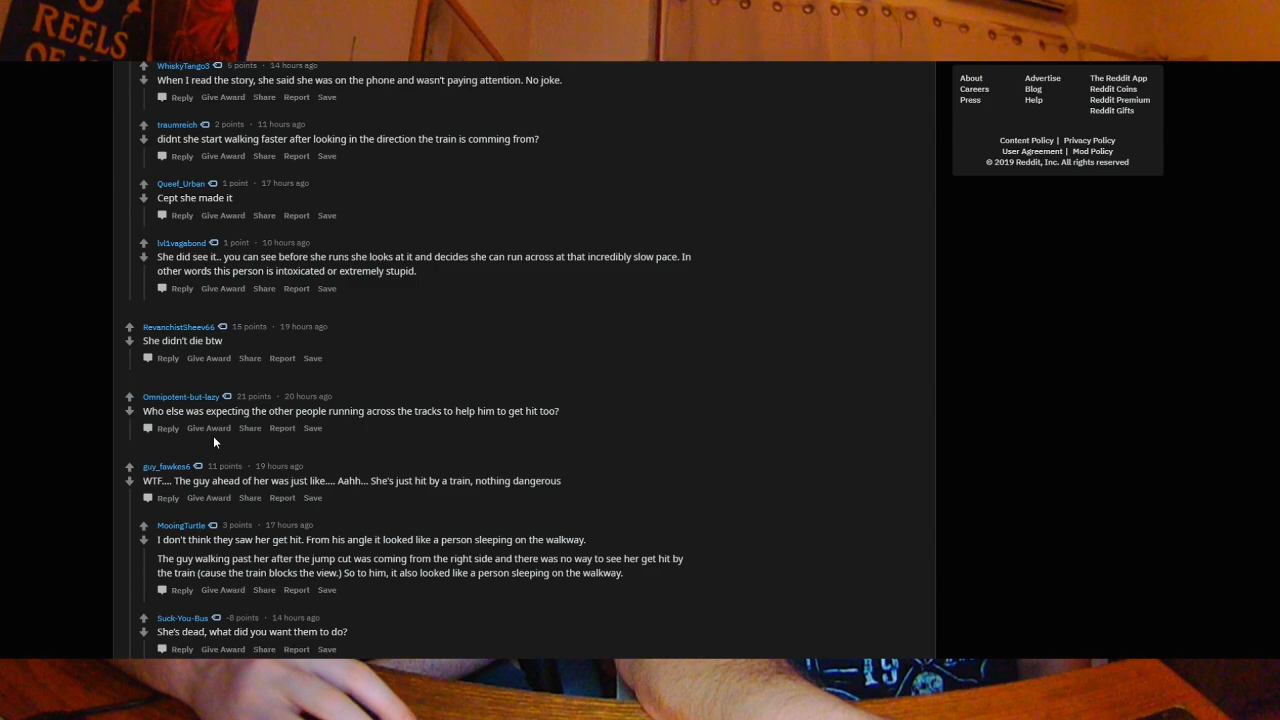 REELS
OF
WhiskyTango3 5 points · 14 hours ago
When I read the story, she said she was on the phone and wasn't paying attention. No joke.
Reply Give Award Share Report Save
traumreich 2 points · 11 hours ago
didnt she start walking faster after looking in the direction the train is comming from?
Reply Give Award Share Report Save
Queef_Urban 1 point · 17 hours ago
Cept she made it
Reply Give Award Share Report Save
lvl1vagabond 1 point · 10 hours ago
She did see it.. you can see before she runs she looks at it and decides she can run across at that incredibly slow pace. In
other words this person is intoxicated or extremely stupid.
Reply Give Award Share Report Save
RevanchistSheev66 15 points · 19 hours ago
She didn't die btw
Reply Give Award Share Report Save
Omnipotent-but-lazy 21 points · 20 hours ago
Who else was expecting the other people running across the tracks to help him to get hit too?
Reply Give Award Share Report Save
guy_fawkes6 11 points · 19 hours ago
WTF.... The guy ahead of her was just like.... Aahh... She's just hit by a train, nothing dangerous
Reply Give Award Share Report Save
MooingTurtle 3 points · 17 hours ago
I don't think they saw her get hit. From his angle it looked like a person sleeping on the walkway.
The guy walking past her after the jump cut was coming from the right side and there was no way to see her get hit by
the train (cause the train blocks the view.) So to him, it also looked like a person sleeping on the walkway.
Reply Give Award Share Report Save
Suck-You-Bus -8 points · 14 hours ago
She's dead, what did you want them to do?
Reply Give Award Share Report Save
About Advertise The Reddit App
Careers Blog Reddit Coins
Press Help Reddit Premium
Reddit Gifts
Content Policy | Privacy Policy
User Agreement | Mod Policy
© 2019 Reddit, Inc. All rights reserved
19